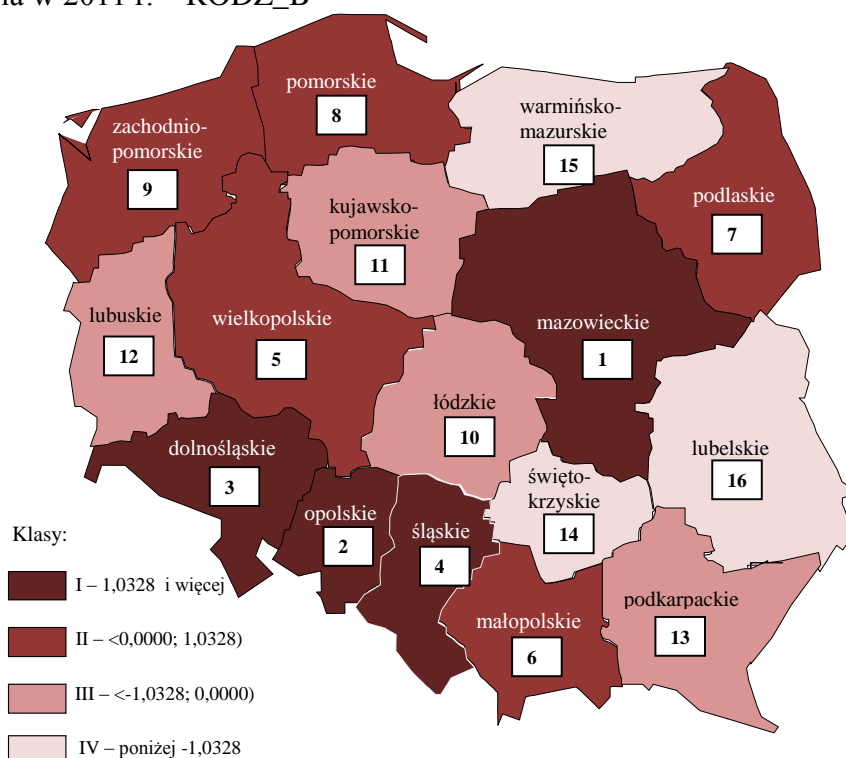 w 2011 r. RODZ_B
pomorskie
8
zachodnio-
pomorskie
9
warmińsko-
mazurskie
15
podlaskie
7
kujawsko-
pomorskie
11
lubuskie
12
wielkopolskie
5
mazowieckie
1
łódzkie
10
dolnośląskie
3
lubelskie
16
święto-
krzyskie
14
opolskie
2
śląskie
4
małopolskie
6
podkarpackie
13
Klasy:
I – 1,0328 i więcej
II – <0,0000; 1,0328)
III – <-1,0328; 0,0000)
IV – poniżej -1,0328